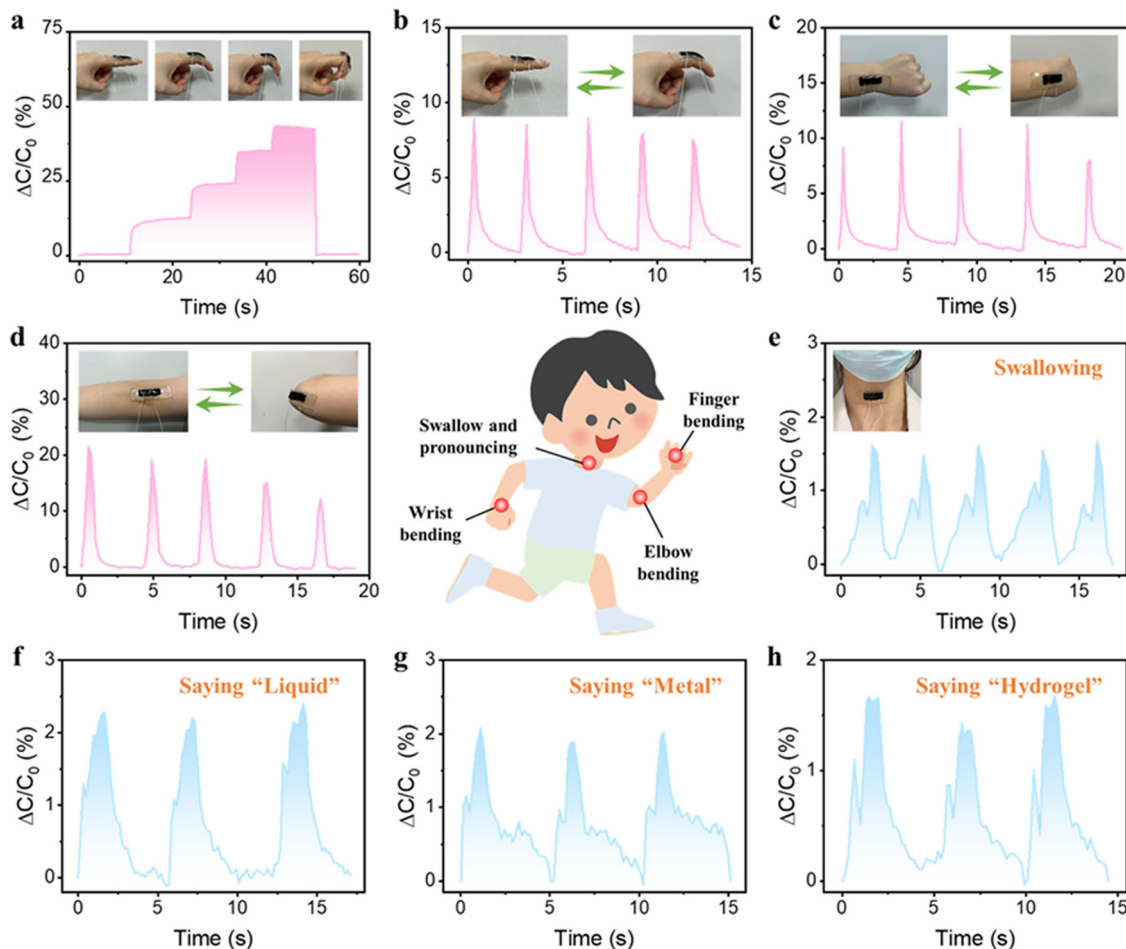 a
75
50
25
0
ΔC/C0 (%)
0 20 40 60
Time (s)
b
15
10
5
0
ΔC/C0 (%)
0 5 10 15
Time (s)
c
20
15
10
5
0
ΔC/C0 (%)
0 5 10 15 20
Time (s)
d
40
30
20
10
0
ΔC/C0 (%)
0 5 10 15 20
Time (s)
Swallow and
pronouncing
Finger
bending
Wrist
bending
Elbow
bending
e
Swallowing
3
2
1
0
ΔC/C0 (%)
0 5 10 15
Time (s)
f
Saying “Liquid”
3
2
1
0
ΔC/C0 (%)
0 5 10 15
Time (s)
g
Saying “Metal”
3
2
1
0
ΔC/C0 (%)
0 5 10 15
Time (s)
h
Saying “Hydrogel”
2
1
0
ΔC/C0 (%)
0 5 10 15
Time (s)